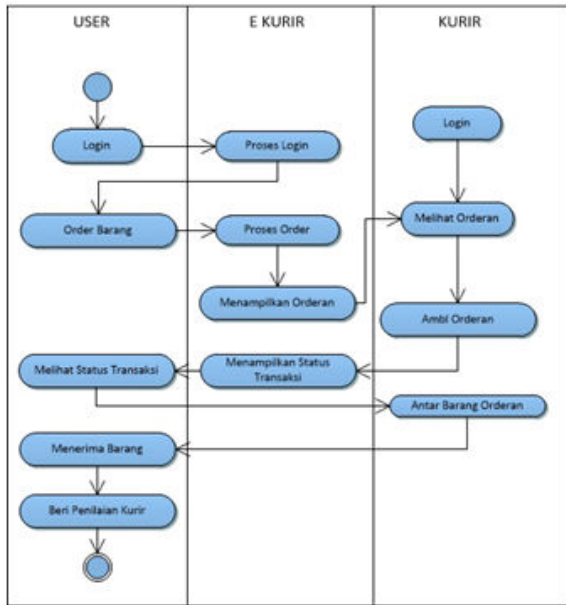 USER
E KURIR
KURIR
Login
Proses Login
Login
Order Barang
Proses Order
Melihat Orderan
Menampilkan Orderan
Ambl Orderan
Melihat Status Transaksi
Menampilkan Status
Transaksi
Antar Barang Orderan
Menerima Barang
Beri Penilaian Kurir